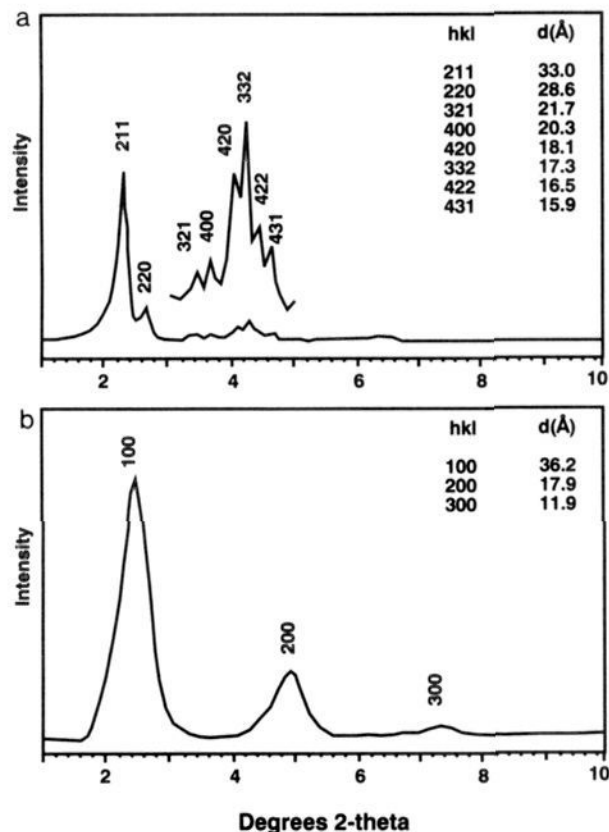 a
hkl d(Å)
211 33.0
220 28.6
321 21.7
400 20.3
420 18.1
332 17.3
422 16.5
431 15.9
Intensity
211
220
321
400
420
332
422
431
2 4 6 8 10
b
hkl d(Å)
100 36.2
200 17.9
300 11.9
Intensity
100
200
300
2 4 6 8 10
Degrees 2-theta